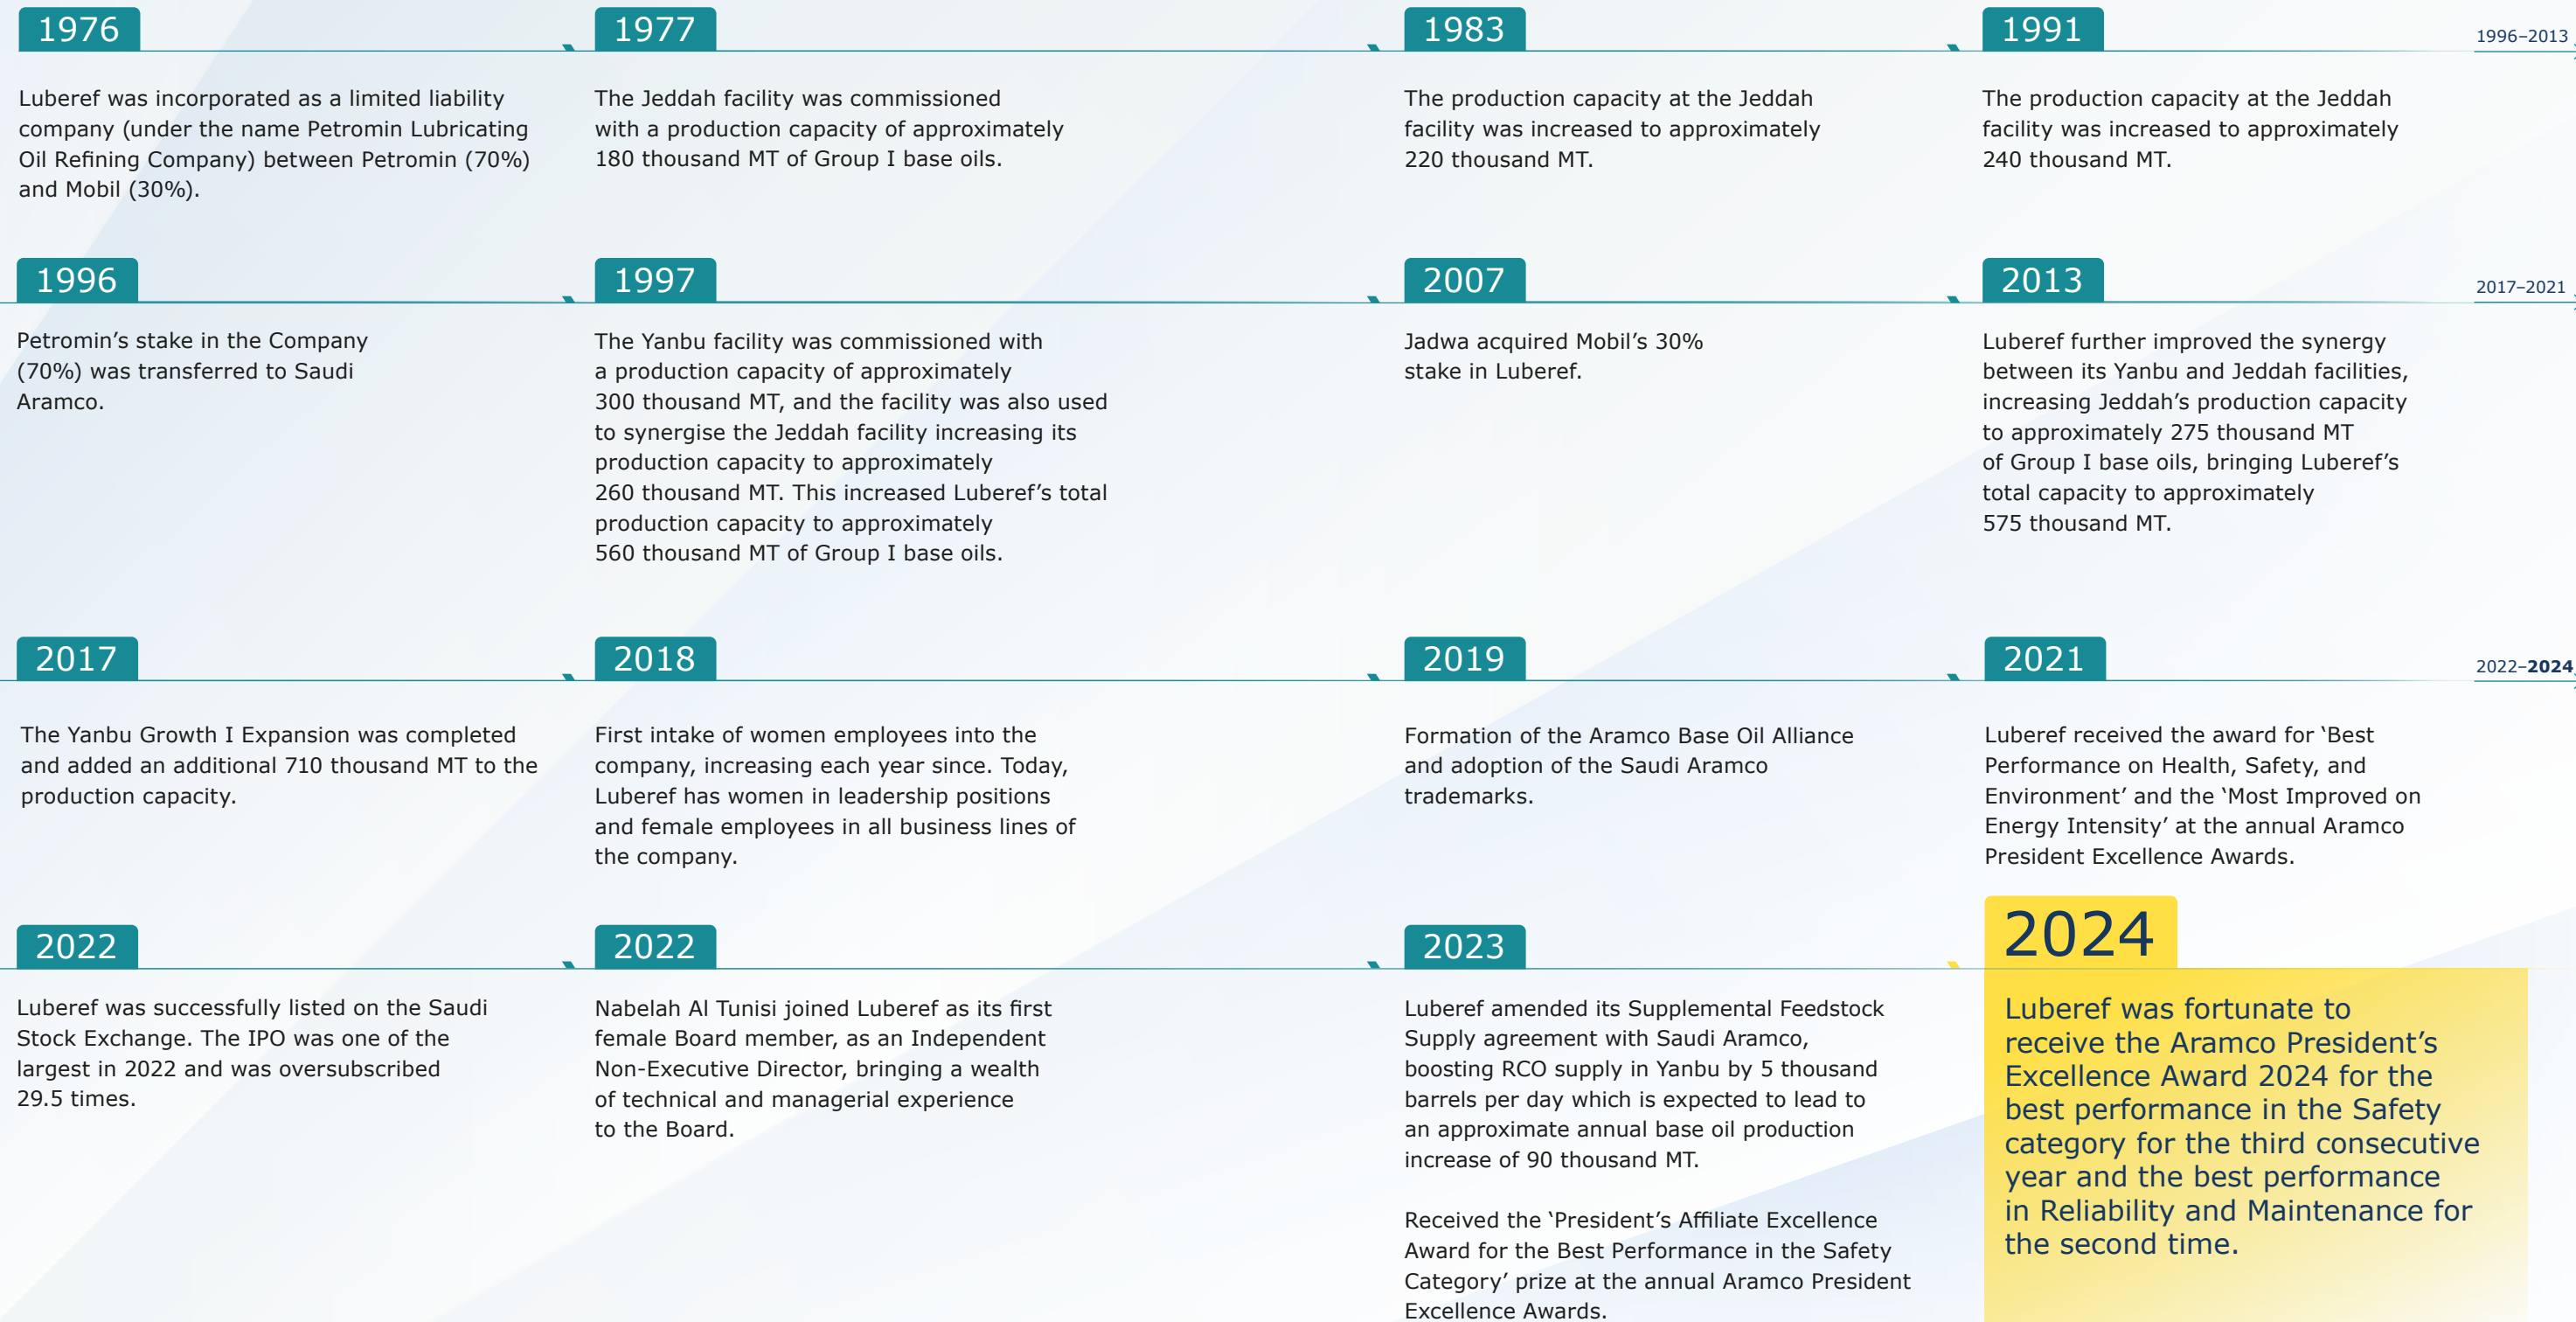 1976
Luberef was incorporated as a limited liability
company (under the name Petromin Lubricating
Oil Refining Company) between Petromin (70%)
and Mobil (30%).
1977
The Jeddah facility was commissioned
with a production capacity of approximately
180 thousand MT of Group I base oils.
1983
The production capacity at the Jeddah
facility was increased to approximately
220 thousand MT.
1991
The production capacity at the Jeddah
facility was increased to approximately
240 thousand MT.
1996–2013
1996
Petromin’s stake in the Company
(70%) was transferred to Saudi
Aramco.
1997
The Yanbu facility was commissioned with
a production capacity of approximately
300 thousand MT, and the facility was also used
to synergise the Jeddah facility increasing its
production capacity to approximately
260 thousand MT. This increased Luberef’s total
production capacity to approximately
560 thousand MT of Group I base oils.
2007
Jadwa acquired Mobil’s 30%
stake in Luberef.
2013
Luberef further improved the synergy
between its Yanbu and Jeddah facilities,
increasing Jeddah’s production capacity
to approximately 275 thousand MT
of Group I base oils, bringing Luberef’s
total capacity to approximately
575 thousand MT.
2017–2021
2017
The Yanbu Growth I Expansion was completed
and added an additional 710 thousand MT to the
production capacity.
2018
First intake of women employees into the
company, increasing each year since. Today,
Luberef has women in leadership positions
and female employees in all business lines of
the company.
2019
Formation of the Aramco Base Oil Alliance
and adoption of the Saudi Aramco
trademarks.
2021
Luberef received the award for ‘Best
Performance on Health, Safety, and
Environment’ and the ‘Most Improved on
Energy Intensity’ at the annual Aramco
President Excellence Awards.
2022–2024
2022
Luberef was successfully listed on the Saudi
Stock Exchange. The IPO was one of the
largest in 2022 and was oversubscribed
29.5 times.
2022
Nabelah Al Tunisi joined Luberef as its first
female Board member, as an Independent
Non-Executive Director, bringing a wealth
of technical and managerial experience
to the Board.
2023
Luberef amended its Supplemental Feedstock
Supply agreement with Saudi Aramco,
boosting RCO supply in Yanbu by 5 thousand
barrels per day which is expected to lead to
an approximate annual base oil production
increase of 90 thousand MT.
Received the ‘President’s Affiliate Excellence
Award for the Best Performance in the Safety
Category’ prize at the annual Aramco President
Excellence Awards.
2024
Luberef was fortunate to
receive the Aramco President’s
Excellence Award 2024 for the
best performance in the Safety
category for the third consecutive
year and the best performance
in Reliability and Maintenance for
the second time.